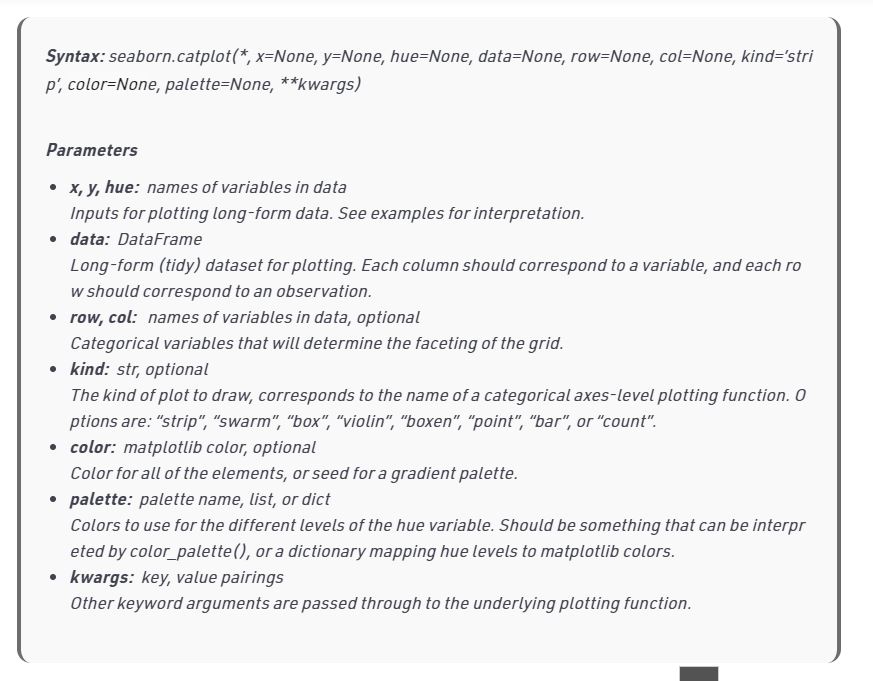 Syntax: seaborn.catplot(*, x=None, y=None, hue=None, data=None, row=None, col=None, kind='stri
p', color=None, palette=None, **kwargs)
Parameters
• x, y, hue: names of variables in data
Inputs for plotting long-form data. See examples for interpretation.
• data: DataFrame
Long-form (tidy) dataset for plotting. Each column should correspond to a variable, and each ro
w should correspond to an observation.
• row, col: names of variables in data, optional
Categorical variables that will determine the faceting of the grid.
• kind: str, optional
The kind of plot to draw, corresponds to the name of a categorical axes-level plotting function. O
ptions are: “strip”, “swarm”, “box”, “violin”, “boxen”, “point”, “bar”, or “count”.
• color: matplotlib color, optional
Color for all of the elements, or seed for a gradient palette.
• palette: palette name, list, or dict
Colors to use for the different levels of the hue variable. Should be something that can be interpr
eted by color_palette(), or a dictionary mapping hue levels to matplotlib colors.
• kwargs: key, value pairings
Other keyword arguments are passed through to the underlying plotting function.